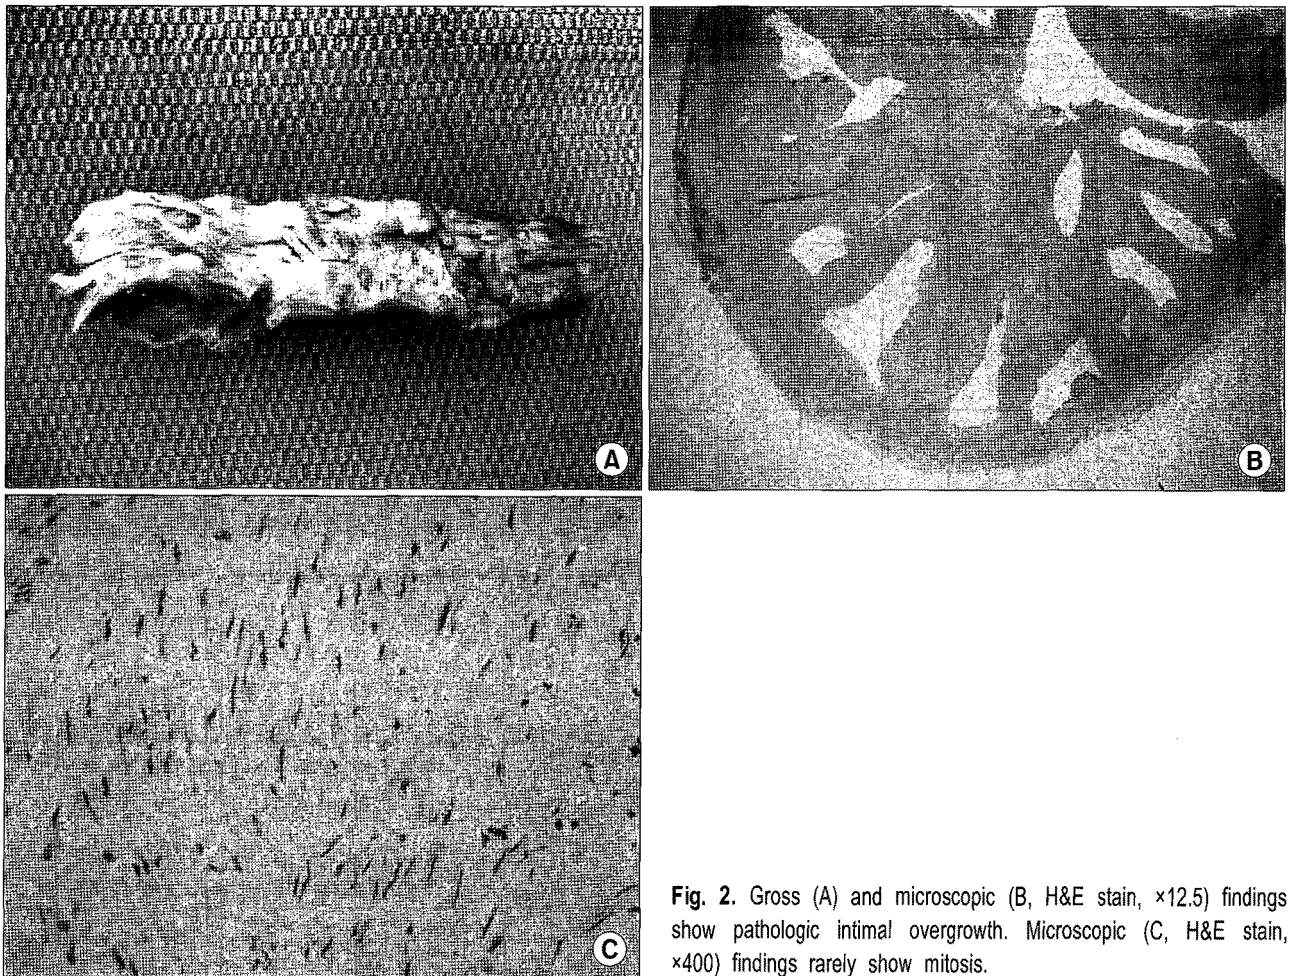 A
B
C
Fig. 2. Gross (A) and microscopic (B, H&E stain, ×12.5) findings
show pathologic intimal overgrowth. Microscopic (C, H&E stain,
×400) findings rarely show mitosis.